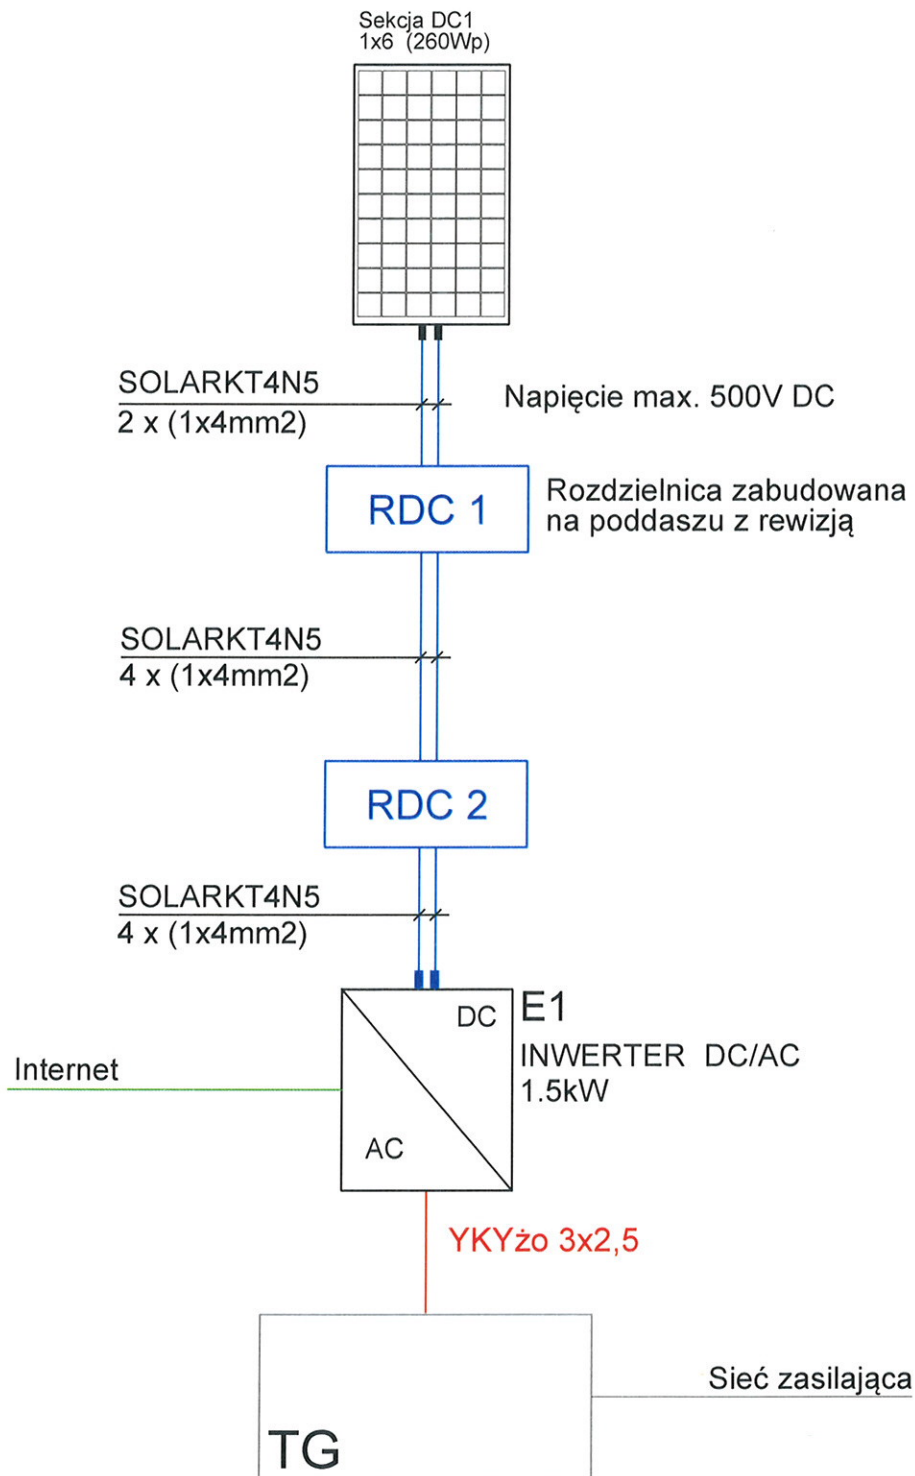 Sekcja DC1
1x6 (260Wp)
SOLARKT4N5
2 x (1x4mm2)
Napięcie max. 500V DC
RDC 1
Rozdzielnica zabudowana
na poddaszu z rewizją
SOLARKT4N5
4 x (1x4mm2)
RDC 2
SOLARKT4N5
4 x (1x4mm2)
DC
E1
INWERTER DC/AC
1.5kW
Internet
AC
YKYżo 3x2,5
Sieć zasilająca
TG